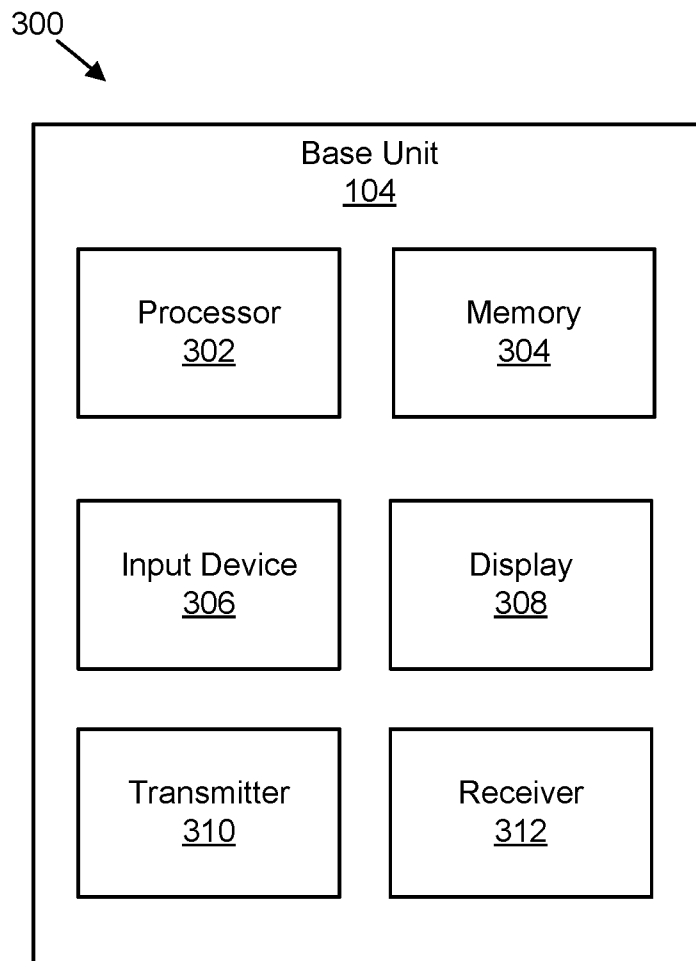 300
Base Unit
104
Processor
302
Memory
304
Input Device
306
Display
308
Transmitter
310
Receiver
312